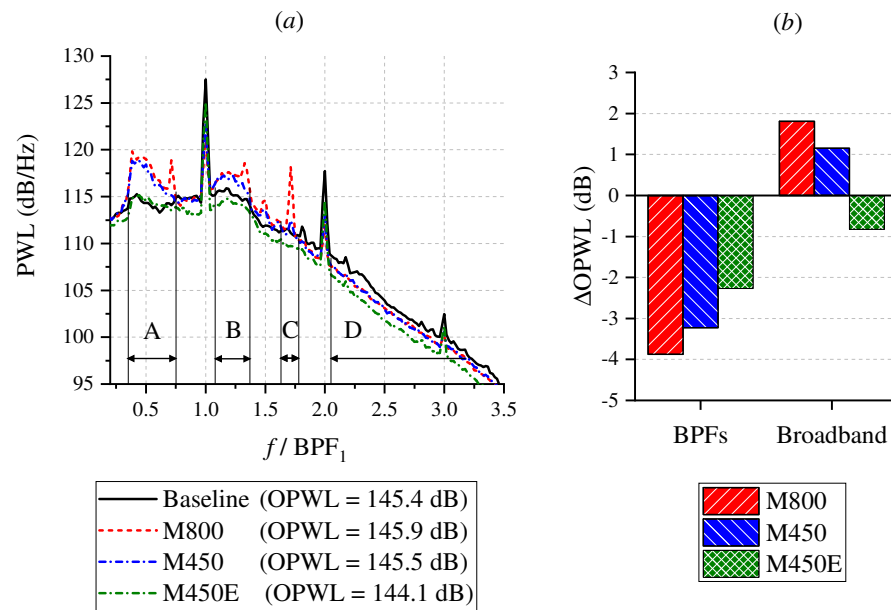 (a)
(b)
130
125
120
115
110
105
100
95
PWL (dB/Hz)
A
B
C
D
0.5
1.0
1.5
2.0
2.5
3.0
3.5
f / BPF1
Baseline (OPWL = 145.4 dB)
M800 (OPWL = 145.9 dB)
M450 (OPWL = 145.5 dB)
M450E (OPWL = 144.1 dB)
3
2
1
0
-1
-2
-3
-4
-5
ΔOPWL (dB)
BPFs
Broadband
M800
M450
M450E